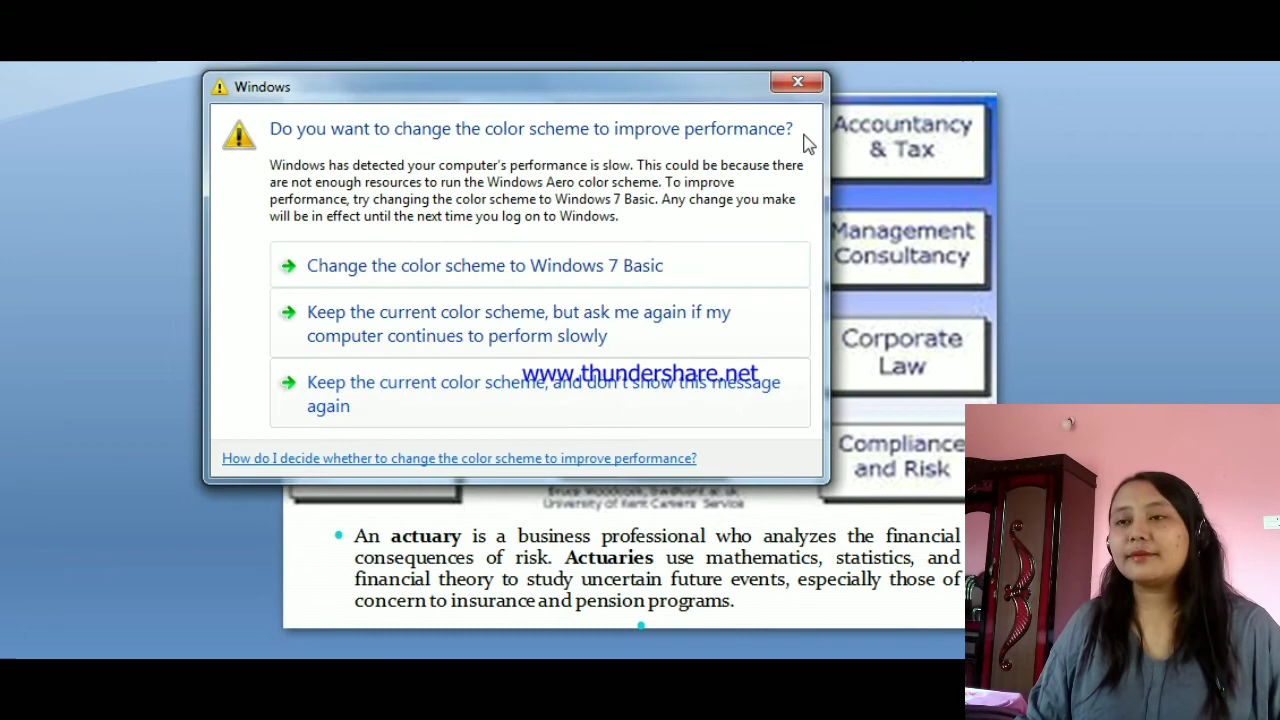 Windows
Do you want to change the color scheme to improve performance?
Windows has detected your computer's performance is slow. This could be because there
are not enough resources to run the Windows Aero color scheme. To improve
performance, try changing the color scheme to Windows 7 Basic. Any change you make
will be in effect until the next time you log on to Windows.
Change the color scheme to Windows 7 Basic
Keep the current color scheme, but ask me again if my
computer continues to perform slowly
www.thundershare.net
Keep the current color scheme, and don't show this message
again
How do I decide whether to change the color scheme to improve performance?
Accountancy
& Tax
Management
Consultancy
Corporate
Law
Compliance
and Risk
University of Kent Careers Service
An actuary is a business professional who analyzes the financial
consequences of risk. Actuaries use mathematics, statistics, and
financial theory to study uncertain future events, especially those of
concern to insurance and pension programs.